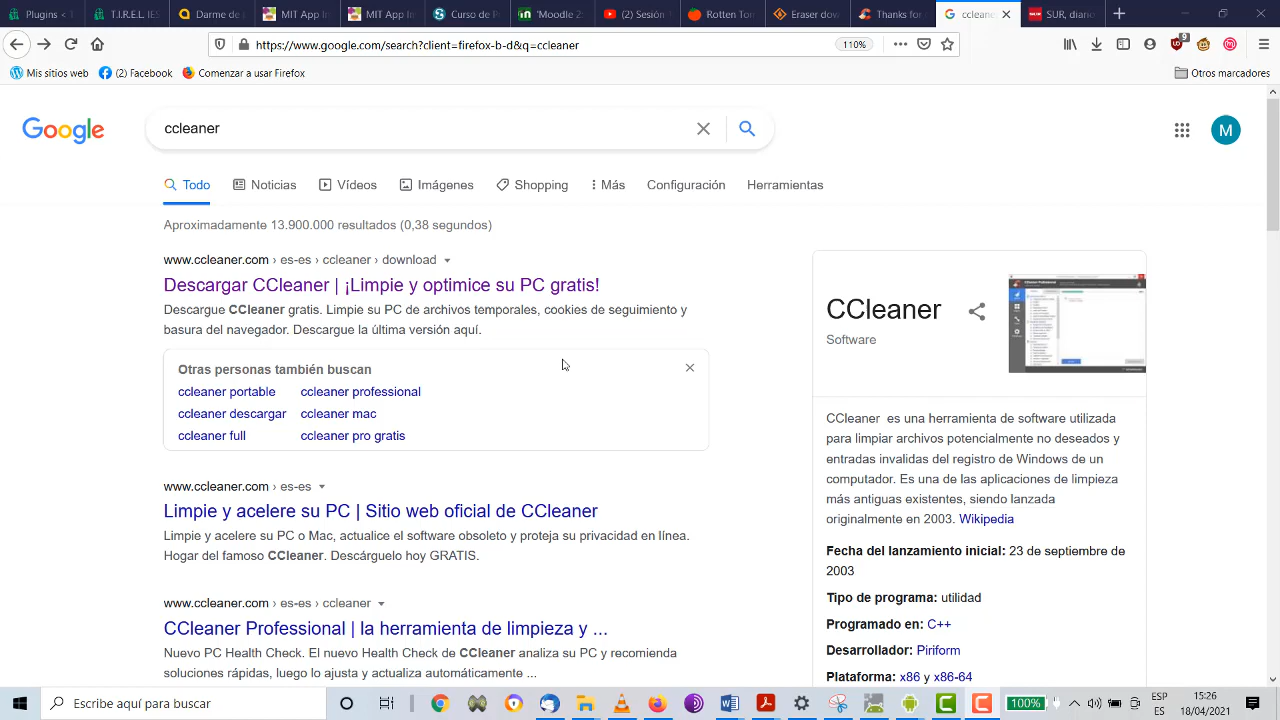 Qualco
T.I.R.E.L IES
Dame de
MIT App In
Scaneo de Pu
(2) Sesión
Repro Tom
Eraser dow
Thanks for
cclean
SUR, diario
https://www.google.com/search?client=firefox-b-d&q=ccleaner
110%
9
Mis sitios web
(2) Facebook
Comenzar a usar Firefox
Otros marcadores
Google
ccleaner
M
Todo
Noticias
Vídeos
Imágenes
Shopping
Más
Configuración
Herramientas
Aproximadamente 13.900.000 resultados (0,38 segundos)
www.ccleaner.com › es-es › ccleaner › download
Descargar CCleaner | ¡Limpie y optimice su PC gratis!
Descargue CCleaner gratis. Limpie su PC de archivos temporales, cookies de seguimiento y
basura del navegador. Descargue la última versión aquí.
Otras personas también buscan
ccleaner portable
ccleaner professional
ccleaner descargar
ccleaner mac
ccleaner full
ccleaner pro gratis
www.ccleaner.com › es-es
Limpie y acelere su PC | Sitio web oficial de CCleaner
Limpie y acelere su PC o Mac, actualice el software obsoleto y proteja su privacidad en línea.
Hogar del famoso CCleaner. Descárguelo hoy GRATIS.
www.ccleaner.com › es-es › ccleaner
CCleaner Professional | la herramienta de limpieza y ...
Nuevo PC Health Check. El nuevo Health Check de CCleaner analiza su PC y recomienda
soluciones rápidas, luego lo ajusta y actualiza automáticamente ...
CCleaner
Software
CCleaner es una herramienta de software utilizada
para limpiar archivos potencialmente no deseados y
entradas invalidas del registro de Windows de un
computador. Es una de las aplicaciones de limpieza
más antiguas existentes, siendo lanzada
originalmente en 2003. Wikipedia
Fecha del lanzamiento inicial: 23 de septiembre de
2003
Tipo de programa: utilidad
Programado en: C++
Desarrollador: Piriform
Plataforma: x86 y x86-64
Escribe aquí para buscar
100%
ESP
ES
15:26
18/04/2021